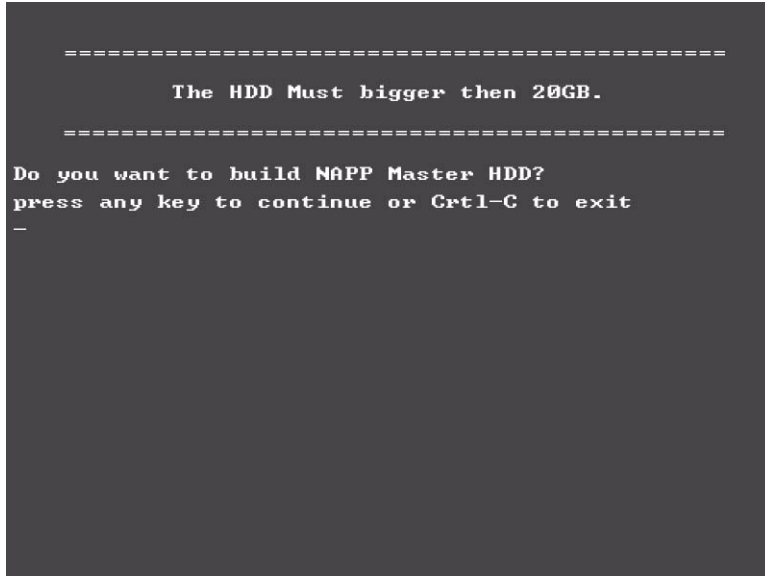 ==============================================
The HDD Must bigger then 20GB.
==============================================
Do you want to build NAPP Master HDD?
press any key to continue or Crtl-C to exit
_